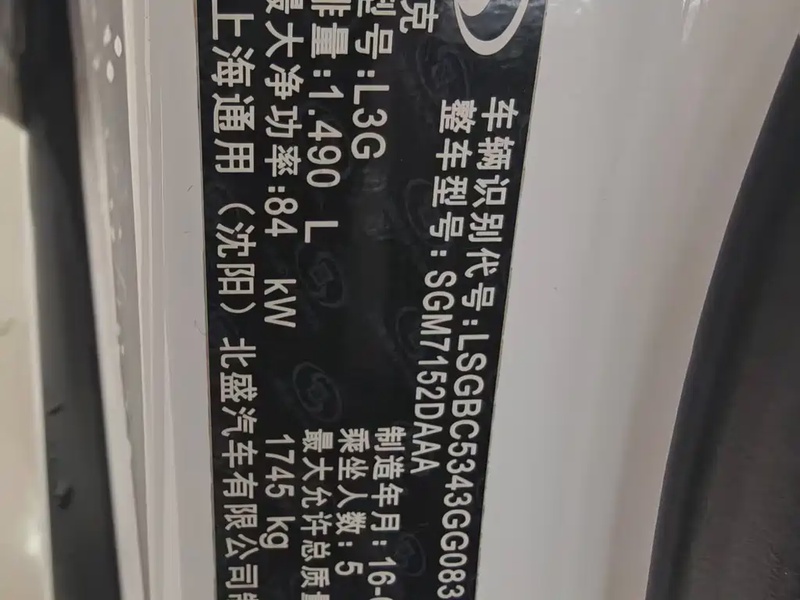 克
车辆识别代号:LSGBC5343GG083
整车型号:SGM7152DAAA
型号:L3G
制造年月:16-
排量:1.490 L
乘坐人数:5
最大净功率:84 kW
最大允许总质量
1745 kg
上海通用(沈阳)北盛汽车有限公司制